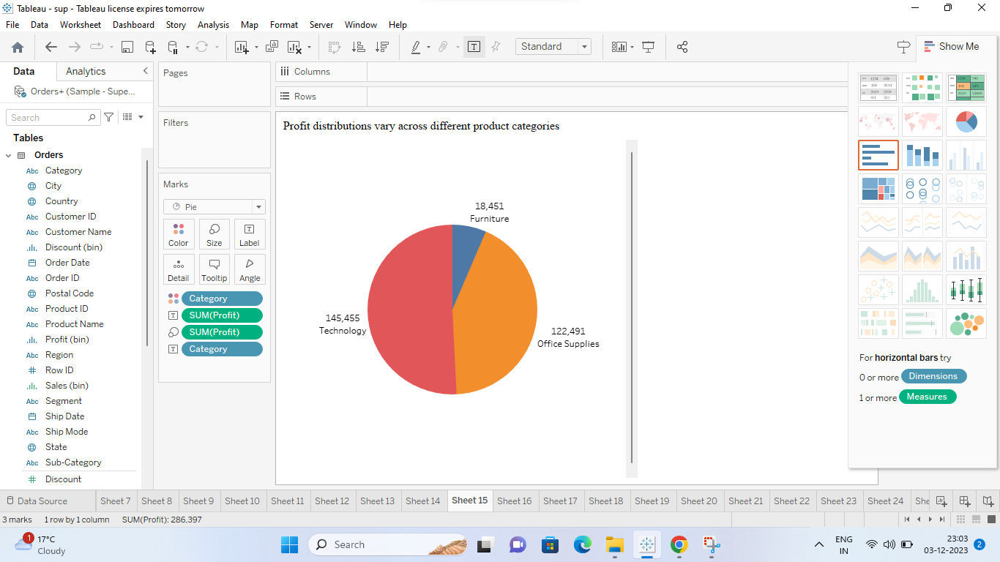 Tableau - sup - Tableau license expires tomorrow
File Data Worksheet Dashboard Story Analysis Map Format Server Window Help
Standard
Show Me
Data Analytics
Orders+ (Sample - Supe...
Search
Tables
Orders
Abc Category
City
Country
Abc Customer ID
Abc Customer Name
Discount (bin)
Order Date
Abc Order ID
Postal Code
Abc Product ID
Abc Product Name
Profit (bin)
Abc Region
Row ID
Sales (bin)
Abc Segment
Ship Date
Abc Ship Mode
State
Abc Sub-Category
Discount
Pages
Filters
Marks
Pie
Color Size Label
Detail Tooltip Angle
Category
SUM(Profit)
SUM(Profit)
Category
Columns
Rows
Profit distributions vary across different product categories
18,451
Furniture
145,455
Technology
122,491
Office Supplies
For horizontal bars try
0 or more Dimensions
1 or more Measures
Data Source Sheet 7 Sheet 8 Sheet 9 Sheet 10 Sheet 11 Sheet 12 Sheet 13 Sheet 14 Sheet 15 Sheet 16 Sheet 17 Sheet 18 Sheet 19 Sheet 20 Sheet 21 Sheet 22 Sheet 23 Sheet 24 She
3 marks 1 row by 1 column SUM(Profit): 286,397
1
17°C
Cloudy
Search
ENG
IN
23:03
03-12-2023
2